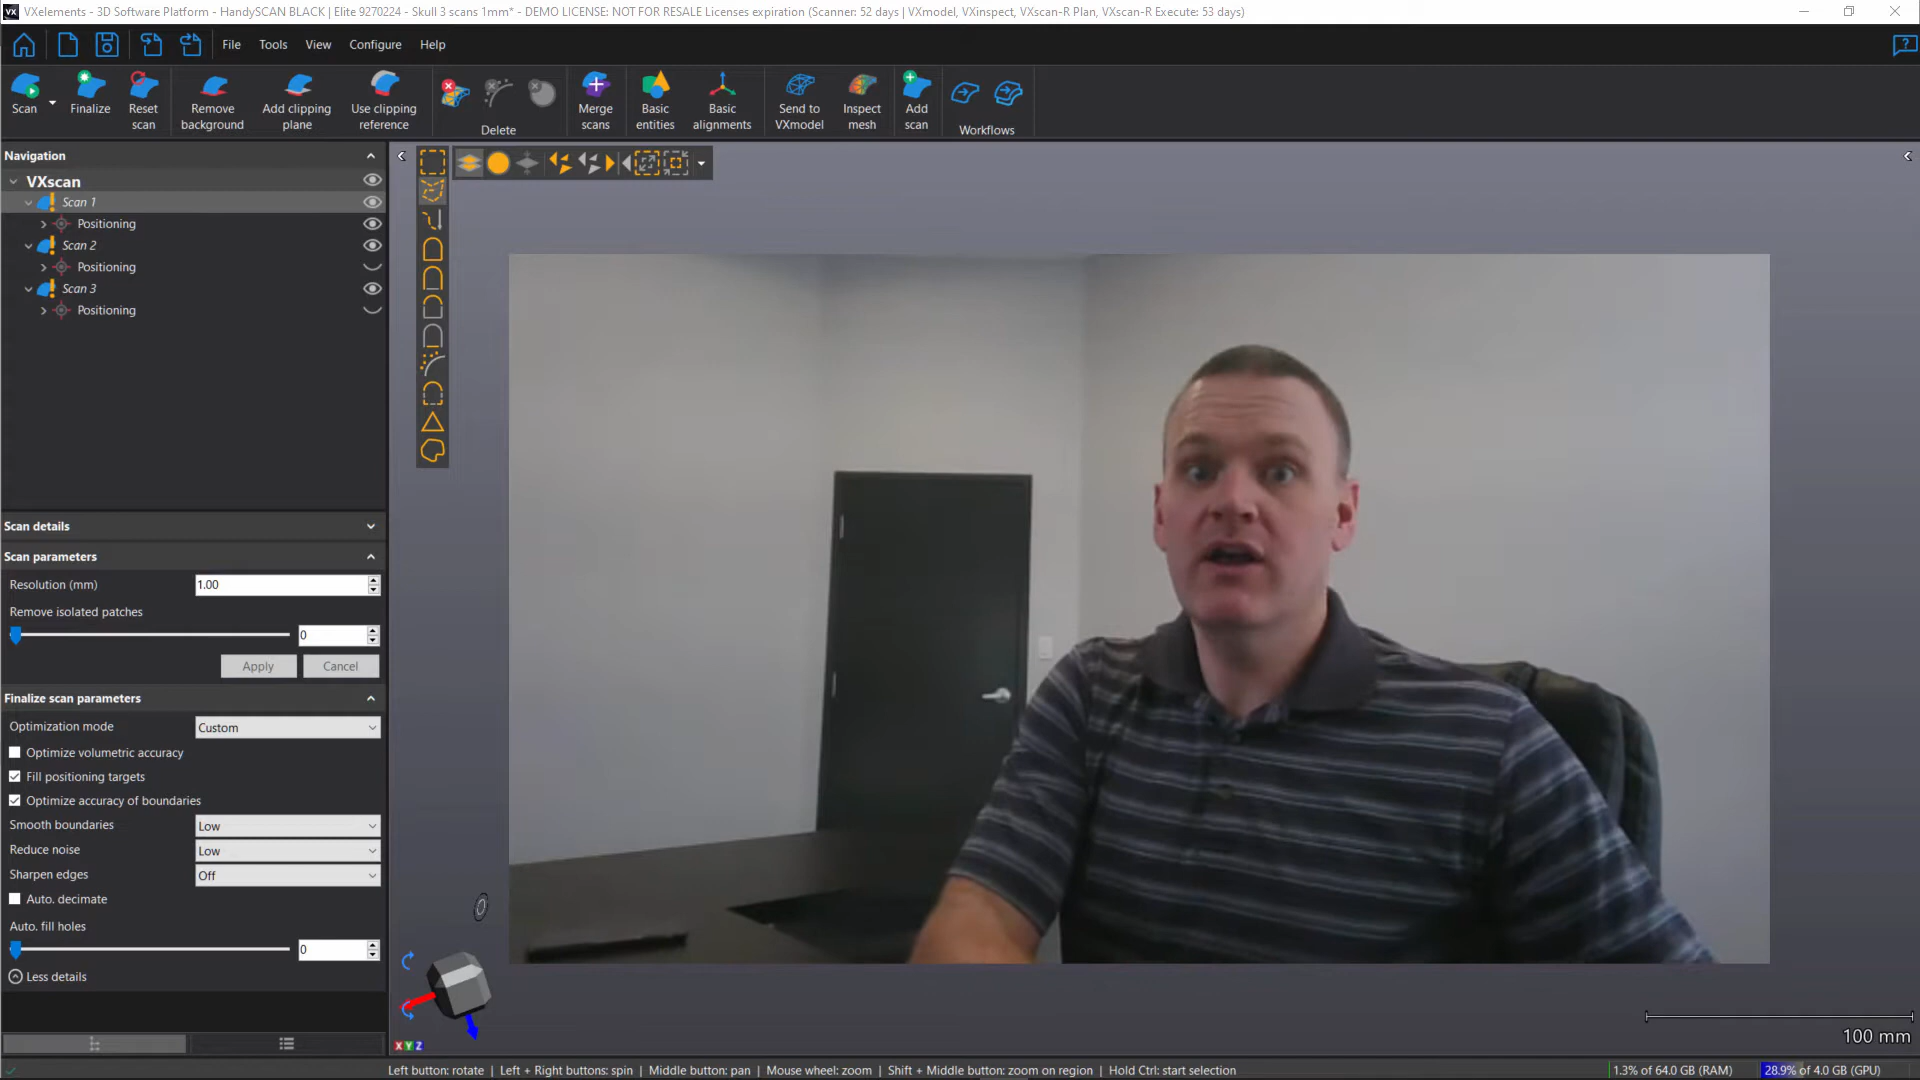 VXelements - 3D Software Platform - HandySCAN BLACK | Elite 9270224 - Skull 3 scans 1mm* - DEMO LICENSE: NOT FOR RESALE Licenses expiration (Scanner: 52 days | VXmodel, VXinspect, VXscan-R Plan, VXscan-R Execute: 53 days)
File Tools View Configure Help
Scan
Finalize
Reset
scan
Remove
background
Add clipping
plane
Use clipping
reference
Delete
Merge
scans
Basic
entities
Basic
alignments
Send to
VXmodel
Inspect
mesh
Add
scan
Workflows
Navigation
VXscan
Scan 1
Positioning
Scan 2
Positioning
Scan 3
Positioning
Scan details
Scan parameters
Resolution (mm) 1.00
Remove isolated patches
0
Apply Cancel
Finalize scan parameters
Optimization mode Custom
Optimize volumetric accuracy
Fill positioning targets
Optimize accuracy of boundaries
Smooth boundaries Low
Reduce noise Low
Sharpen edges Off
Auto. decimate
Auto. fill holes
0
Less details
X Y Z
100 mm
Left button: rotate | Left + Right buttons: spin | Middle button: pan | Mouse wheel: zoom | Shift + Middle button: zoom on region | Hold Ctrl: start selection
1.3% of 64.0 GB (RAM) 28.9% of 4.0 GB (GPU)